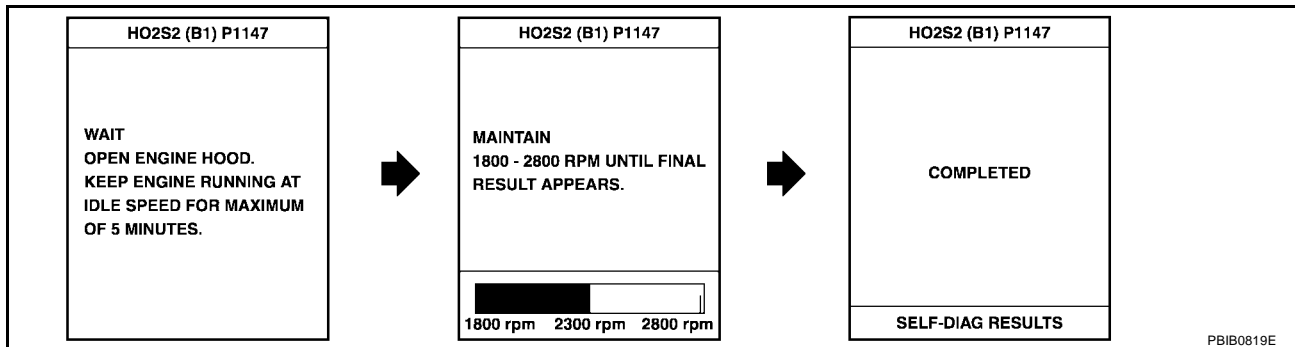 HO2S2 (B1) P1147
WAIT
OPEN ENGINE HOOD.
KEEP ENGINE RUNNING AT
IDLE SPEED FOR MAXIMUM
OF 5 MINUTES.
HO2S2 (B1) P1147
MAINTAIN
1800 - 2800 RPM UNTIL FINAL
RESULT APPEARS.
1800 rpm 2300 rpm 2800 rpm
HO2S2 (B1) P1147
COMPLETED
SELF-DIAG RESULTS
PBIB0819E